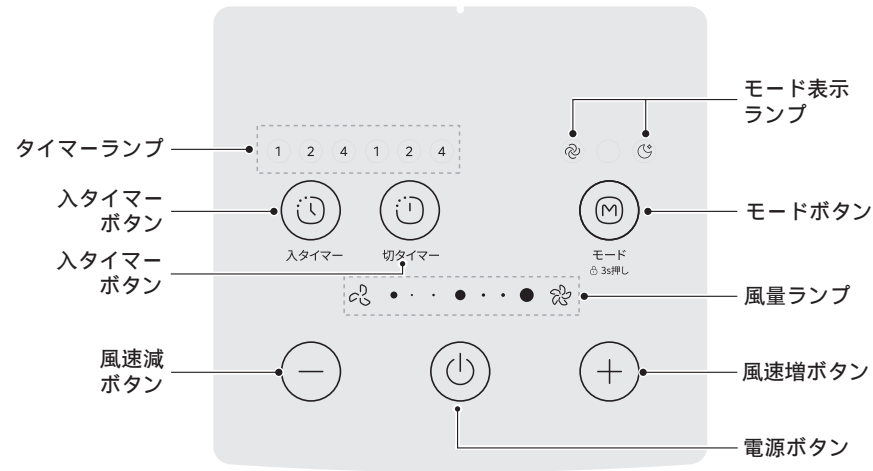 モード表示
ランプ
タイマーランプ
1 2 4 1 2 4
入タイマー
ボタン
M
モードボタン
入タイマー
切タイマー
モード
3s押し
入タイマー
ボタン
風量ランプ
風速減
ボタン
風速増ボタン
電源ボタン